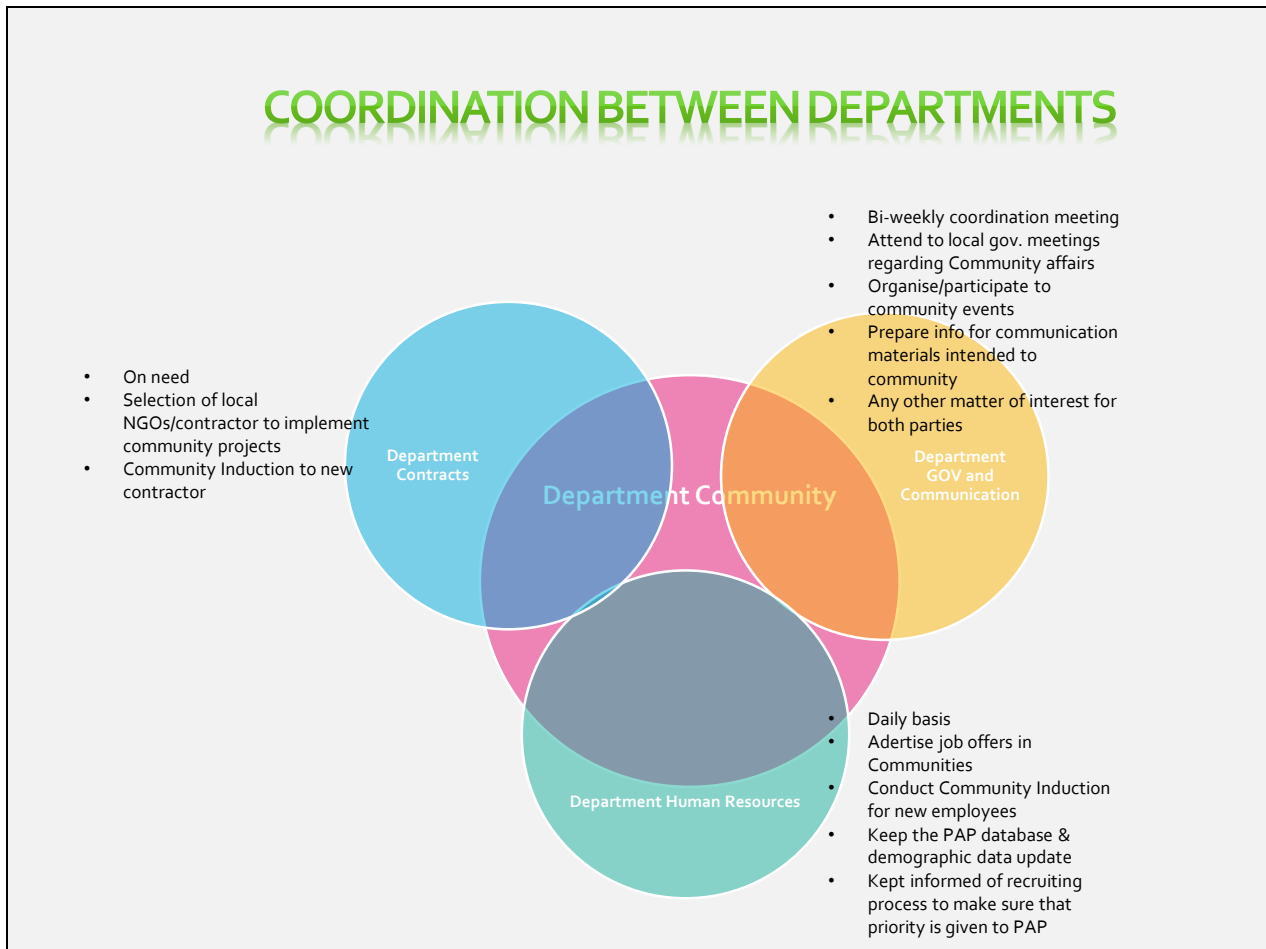 COORDINATION BETWEEN DEPARTMENTS
• Bi-weekly coordination meeting
• Attend to local gov. meetings
regarding Community affairs
• Organise/participate to
community events
• Prepare info for communication
materials intended to
community
• Any other matter of interest for
both parties
• On need
• Selection of local
NGOs/contractor to implement
community projects
• Community Induction to new
contractor
Department
Contracts
Department Community
Department
GOV and
Communication
Department Human Resources
• Daily basis
• Adertise job offers in
Communities
• Conduct Community Induction
for new employees
• Keep the PAP database &
demographic data update
• Kept informed of recruiting
process to make sure that
priority is given to PAP